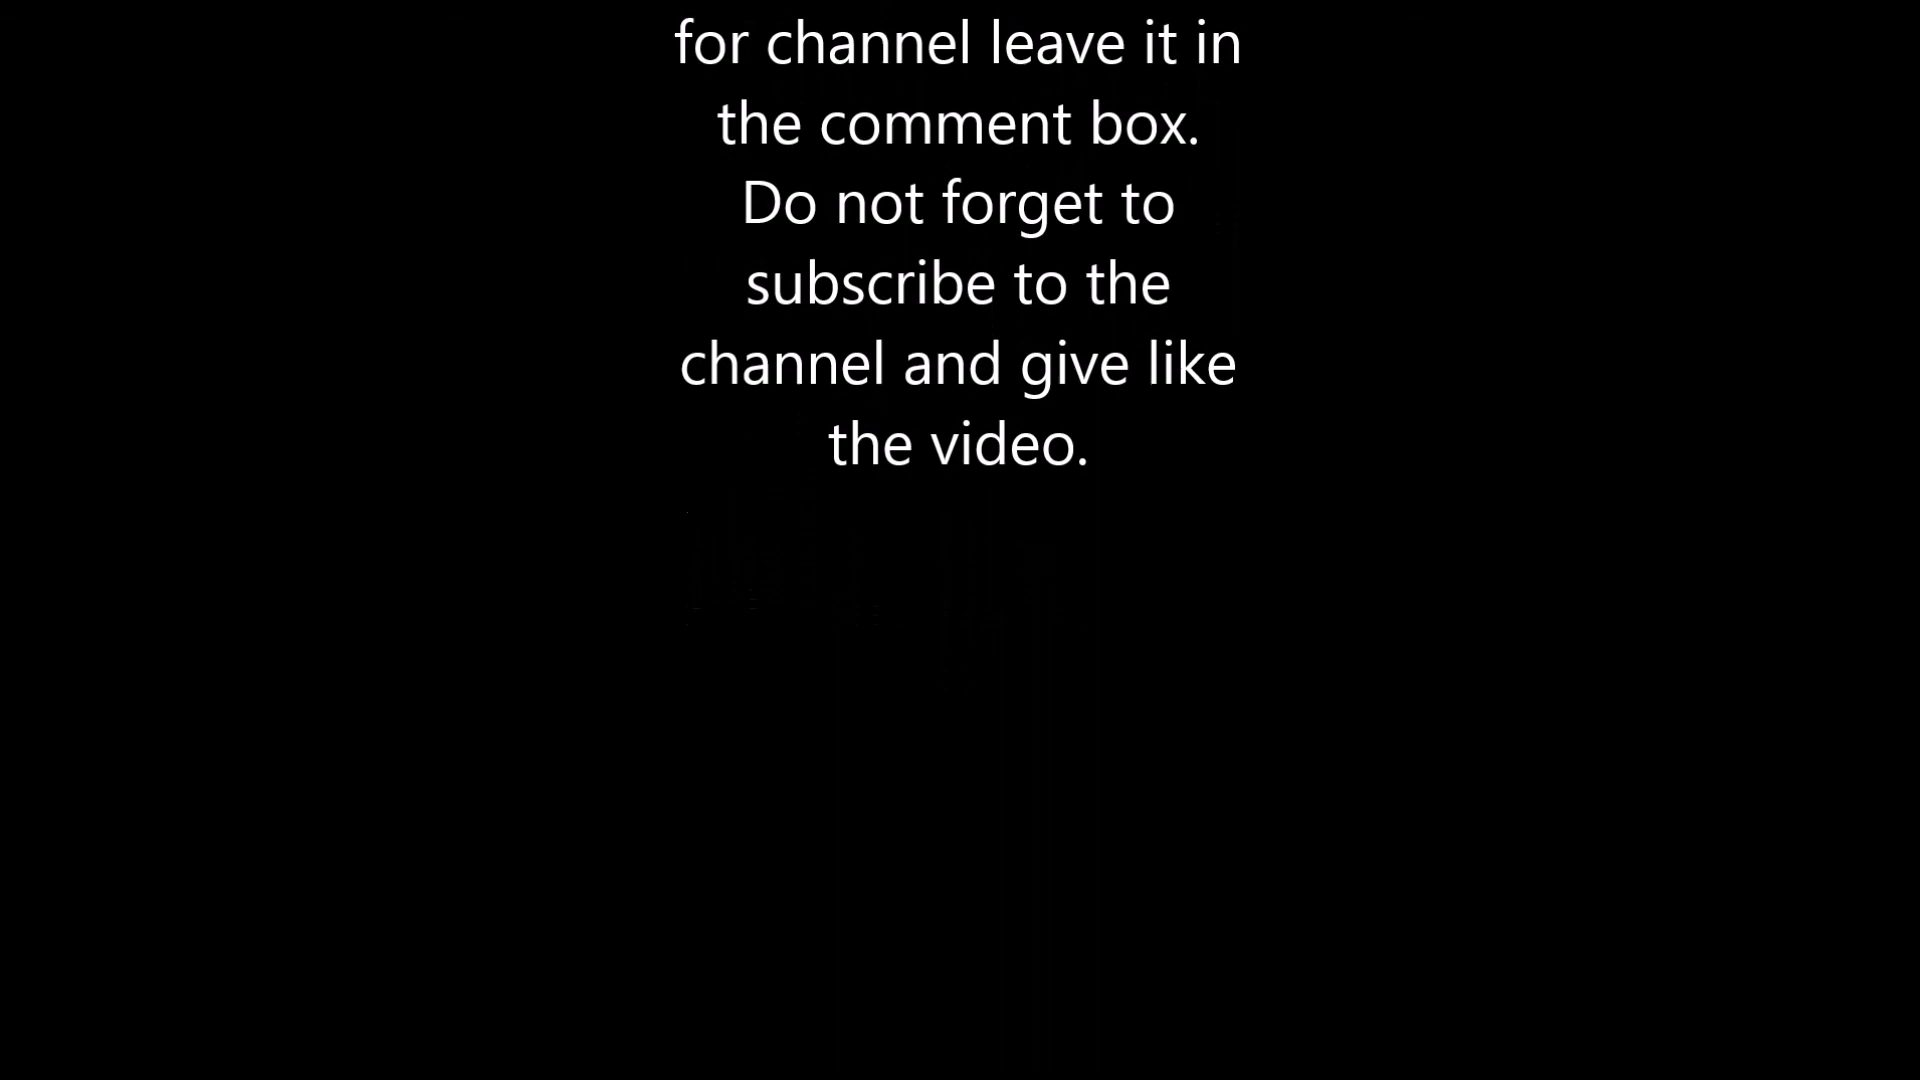 for channel leave it in
the comment box.
Do not forget to
subscribe to the
channel and give like
the video.